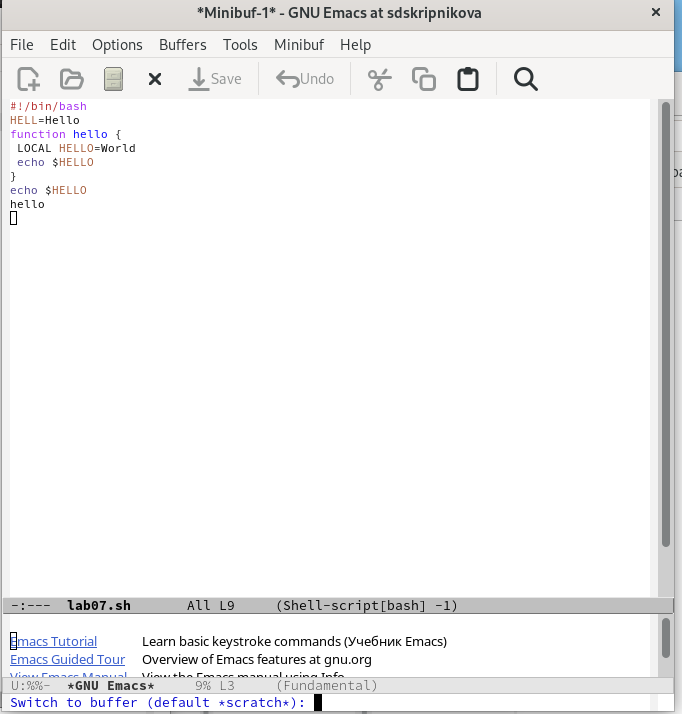 *Minibuf-1* - GNU Emacs at sdskripnikova
File Edit Options Buffers Tools Minibuf Help
Save Undo
#!/bin/bash
HELL=Hello
function hello {
 LOCAL HELLO=World
 echo $HELLO
}
echo $HELLO
hello
-:--- lab07.sh All L9 (Shell-script[bash] -1)
Emacs Tutorial Learn basic keystroke commands (Учебник Emacs)
Emacs Guided Tour Overview of Emacs features at gnu.org
View Emacs Manual View the Emacs manual using Info
U:%%- *GNU Emacs* 9% L3 (Fundamental)
Switch to buffer (default *scratch*):